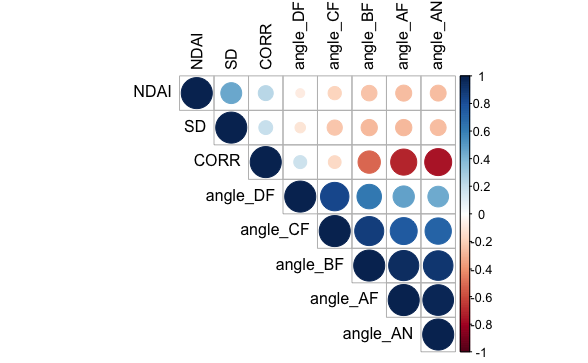 NDAI
SD
CORR
angle_DF
angle_CF
angle_BF
angle_AF
angle_AN
NDAI
SD
CORR
angle_DF
angle_CF
angle_BF
angle_AF
angle_AN
1
0.8
0.6
0.4
0.2
0
-0.2
-0.4
-0.6
-0.8
-1